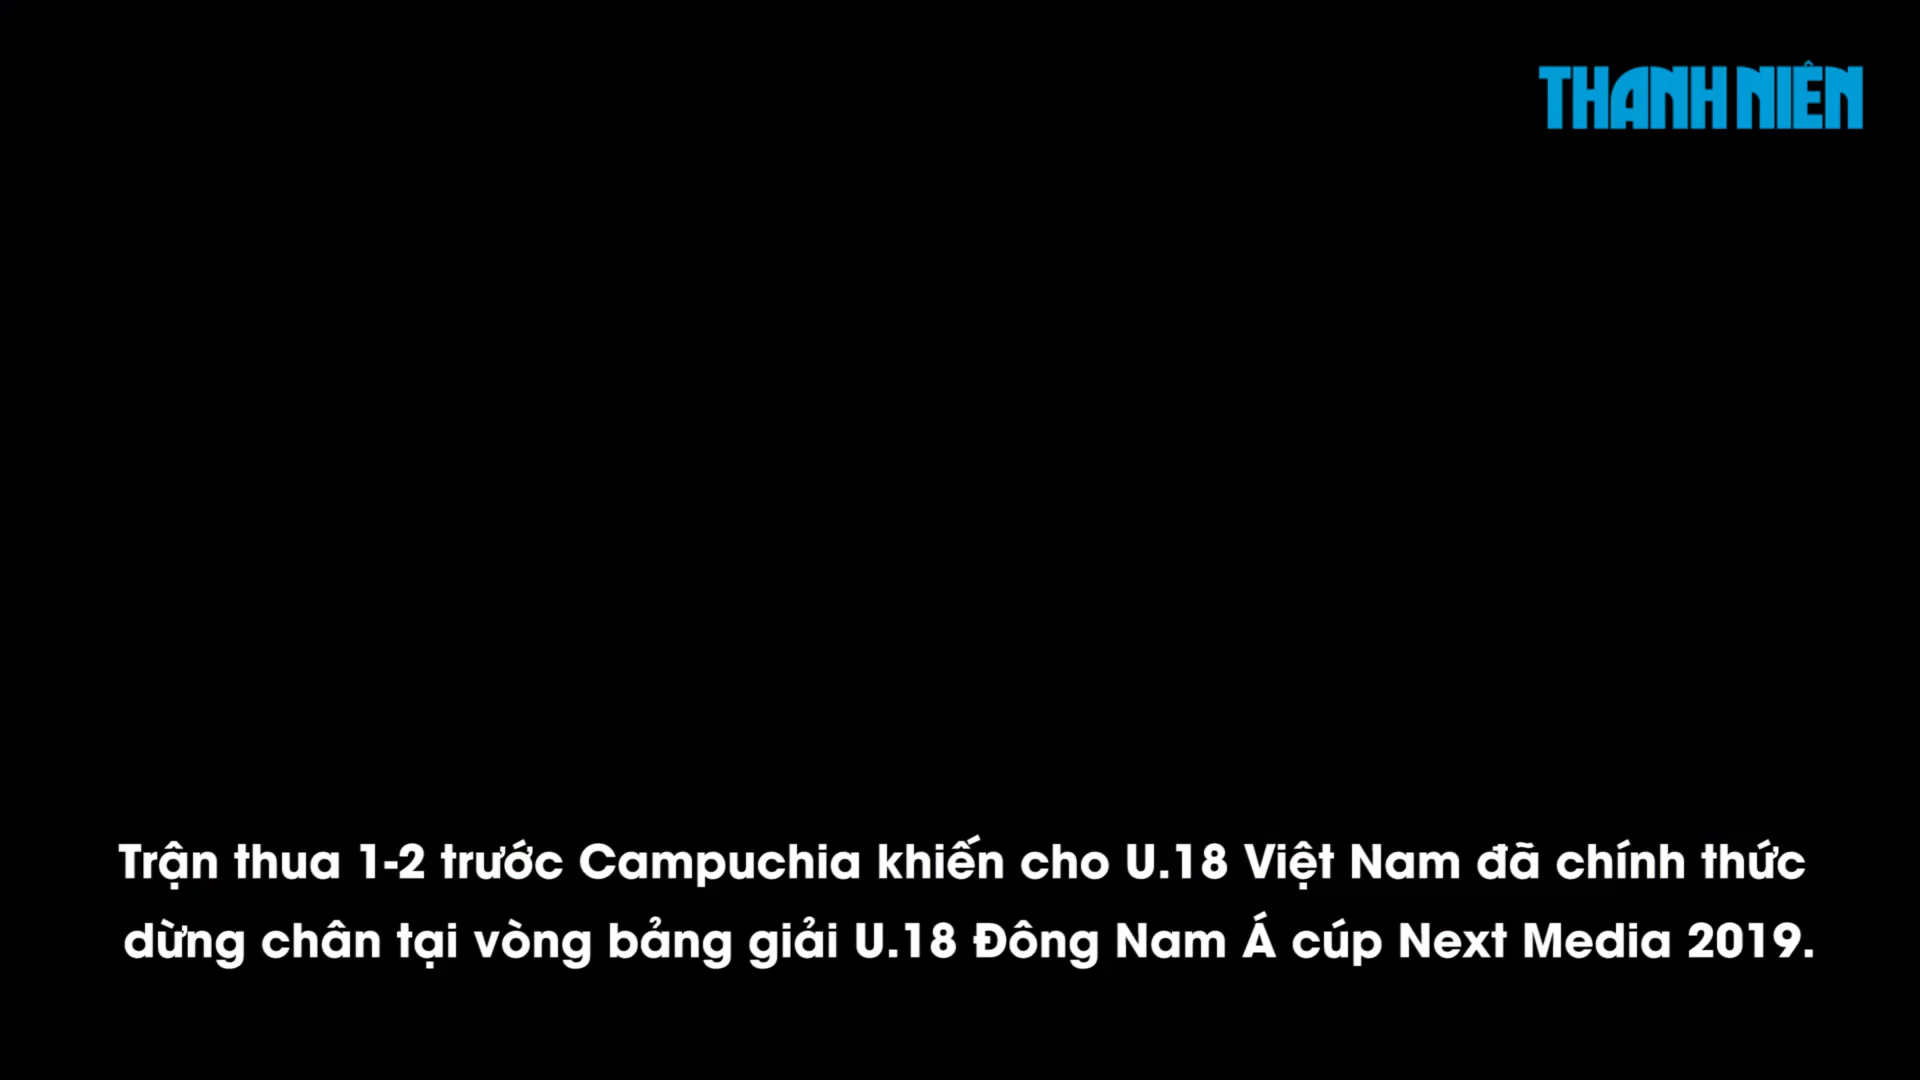 THANH NIÊN
Trận thua 1-2 trước Campuchia khiến cho U.18 Việt Nam đã chính thức
dừng chân tại vòng bảng giải U.18 Đông Nam Á cúp Next Media 2019.